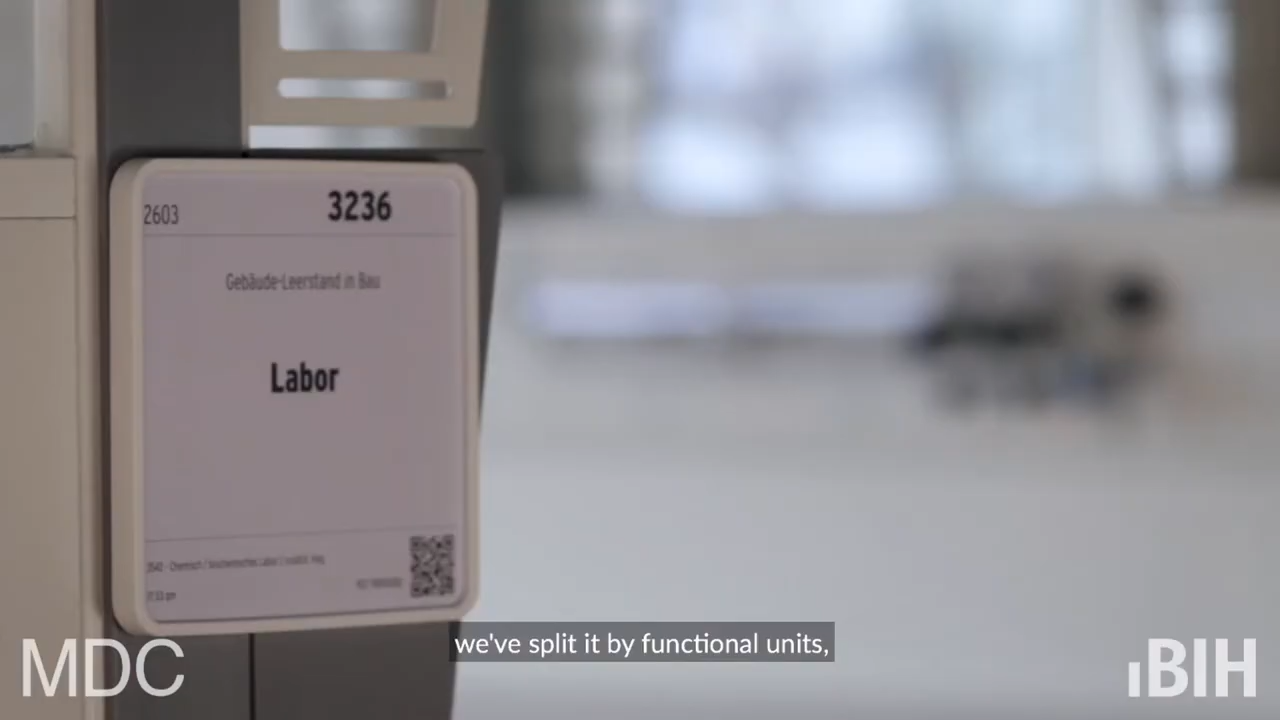 2603 3236
Gebäude-Leerstand in Bau
Labor
we've split it by functional units,
MDC
BIH